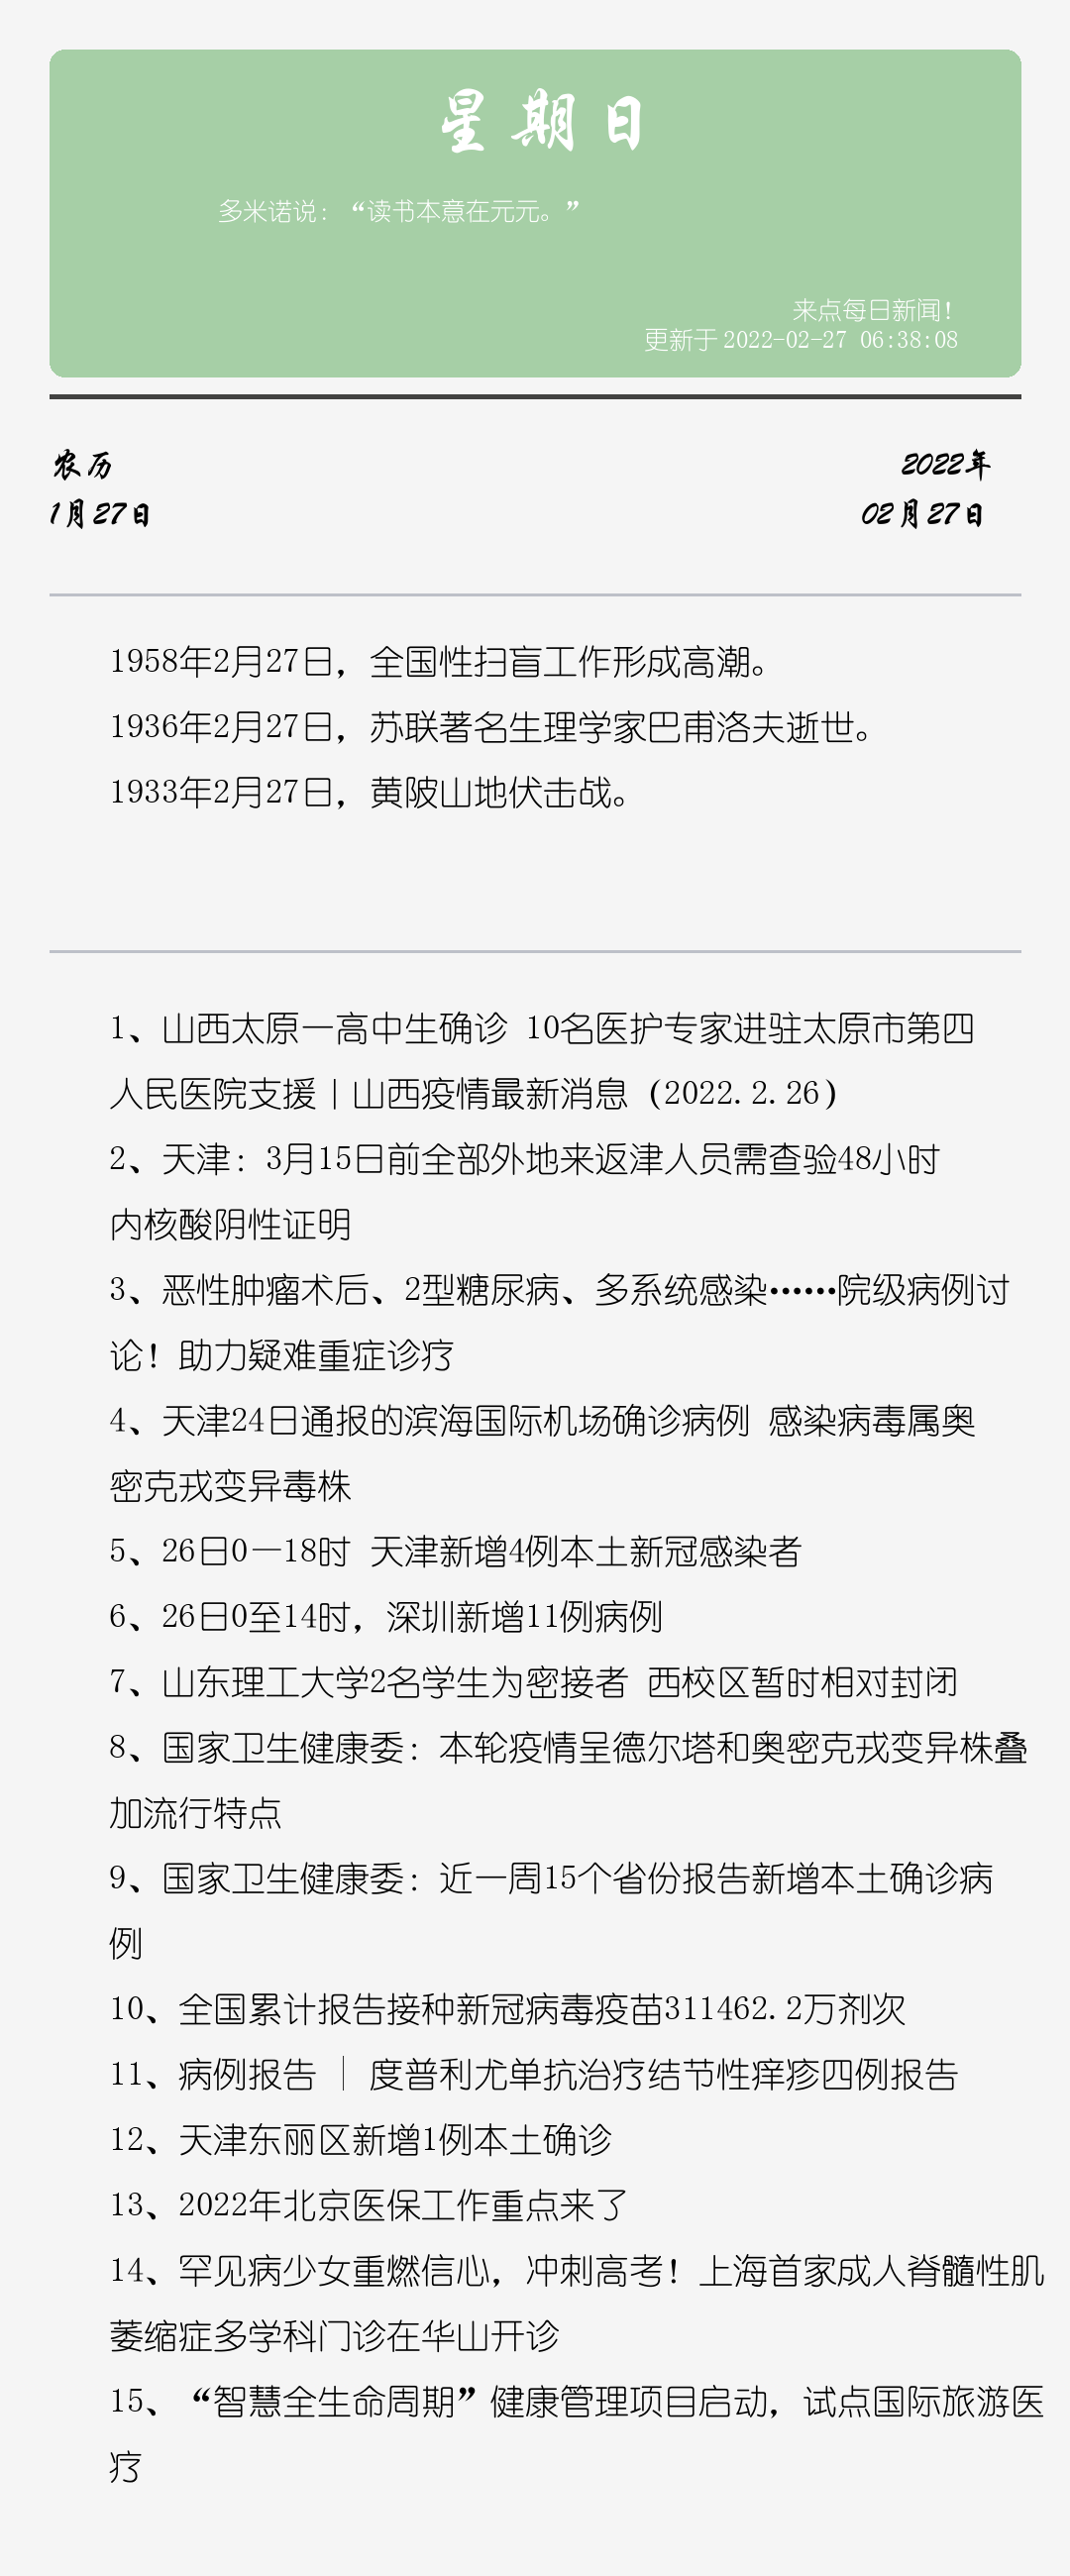 星期日
多米诺说：“读书本意在元元。”
来点每日新闻！
更新于 2022-02-27 06:38:08
农历
2022年
1月27日
02月27日
1958年2月27日，全国性扫盲工作形成高潮。
1936年2月27日，苏联著名生理学家巴甫洛夫逝世。
1933年2月27日，黄陂山地伏击战。
1、山西太原一高中生确诊 10名医护专家进驻太原市第四
人民医院支援丨山西疫情最新消息（2022.2.26）
2、天津：3月15日前全部外地来返津人员需查验48小时
内核酸阴性证明
3、恶性肿瘤术后、2型糖尿病、多系统感染……院级病例讨
论！助力疑难重症诊疗
4、天津24日通报的滨海国际机场确诊病例 感染病毒属奥
密克戎变异毒株
5、26日0—18时 天津新增4例本土新冠感染者
6、26日0至14时，深圳新增11例病例
7、山东理工大学2名学生为密接者 西校区暂时相对封闭
8、国家卫生健康委：本轮疫情呈德尔塔和奥密克戎变异株叠
加流行特点
9、国家卫生健康委：近一周15个省份报告新增本土确诊病
例
10、全国累计报告接种新冠病毒疫苗311462.2万剂次
11、病例报告 │ 度普利尤单抗治疗结节性痒疹四例报告
12、天津东丽区新增1例本土确诊
13、2022年北京医保工作重点来了
14、罕见病少女重燃信心，冲刺高考！上海首家成人脊髓性肌
萎缩症多学科门诊在华山开诊
15、“智慧全生命周期”健康管理项目启动，试点国际旅游医
疗